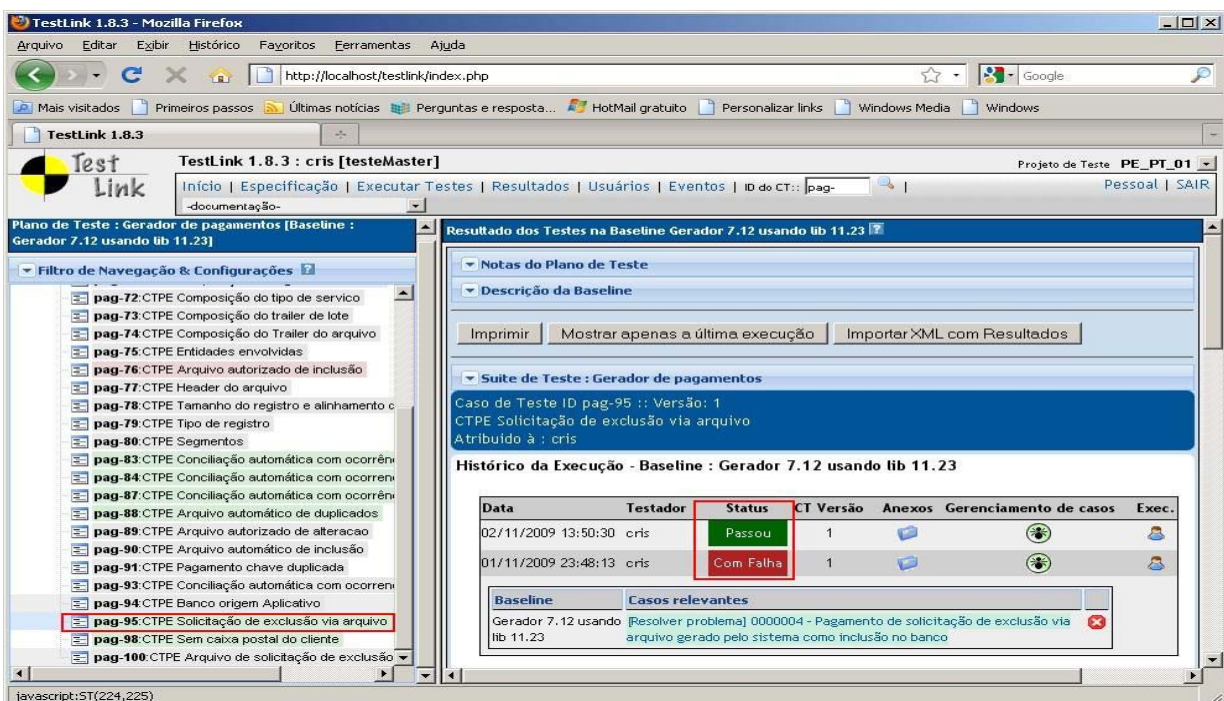 TestLink 1.8.3 - Mozilla Firefox
Arquivo Editar Exibir Histórico Favoritos Ferramentas Ajuda
http://localhost/testlink/index.php
Google
Mais visitados Primeiros passos Últimas notícias Perguntas e resposta... HotMail gratuito Personalizar links Windows Media Windows
TestLink 1.8.3
Test Link
TestLink 1.8.3 : cris [testeMaster]
Projeto de Teste PE_PT_01
Início | Especificação | Executar Testes | Resultados | Usuários | Eventos | ID do CT:: pag- |
Pessoal | SAIR
-documentação-
Plano de Teste : Gerador de pagamentos [Baseline :
Gerador 7.12 usando lib 11.23]
Filtro de Navegação & Configurações
pag-72:CTPE Composição do tipo de servico
pag-73:CTPE Composição do trailer de lote
pag-74:CTPE Composição do Trailer do arquivo
pag-75:CTPE Entidades envolvidas
pag-76:CTPE Arquivo autorizado de inclusão
pag-77:CTPE Header do arquivo
pag-78:CTPE Tamanho do registro e alinhamento c
pag-79:CTPE Tipo de registro
pag-80:CTPE Segmentos
pag-83:CTPE Conciliação automática com ocorrên
pag-84:CTPE Conciliação automática com ocorren
pag-87:CTPE Conciliação automática com ocorrên
pag-88:CTPE Arquivo automático de duplicados
pag-89:CTPE Arquivo autorizado de alteracao
pag-90:CTPE Arquivo automático de inclusão
pag-91:CTPE Pagamento chave duplicada
pag-93:CTPE Conciliação automática com ocorren
pag-94:CTPE Banco origem Aplicativo
pag-95:CTPE Solicitação de exclusão via arquivo
pag-98:CTPE Sem caixa postal do cliente
pag-100:CTPE Arquivo de solicitação de exclusão
Resultado dos Testes na Baseline Gerador 7.12 usando lib 11.23
Notas do Plano de Teste
Descrição da Baseline
Imprimir Mostrar apenas a última execução Importar XML com Resultados
Suite de Teste : Gerador de pagamentos
Caso de Teste ID pag-95 :: Versão: 1
CTPE Solicitação de exclusão via arquivo
Atribuido à : cris
Histórico da Execução - Baseline : Gerador 7.12 usando lib 11.23
Data Testador Status CT Versão Anexos Gerenciamento de casos Exec.
02/11/2009 13:50:30 cris Passou 1
01/11/2009 23:48:13 cris Com Falha 1
Baseline Casos relevantes
Gerador 7.12 usando [Resolver problema] 0000004 - Pagamento de solicitação de exclusão via
lib 11.23 arquivo gerado pelo sistema como inclusão no banco
javascript:ST(224,225)